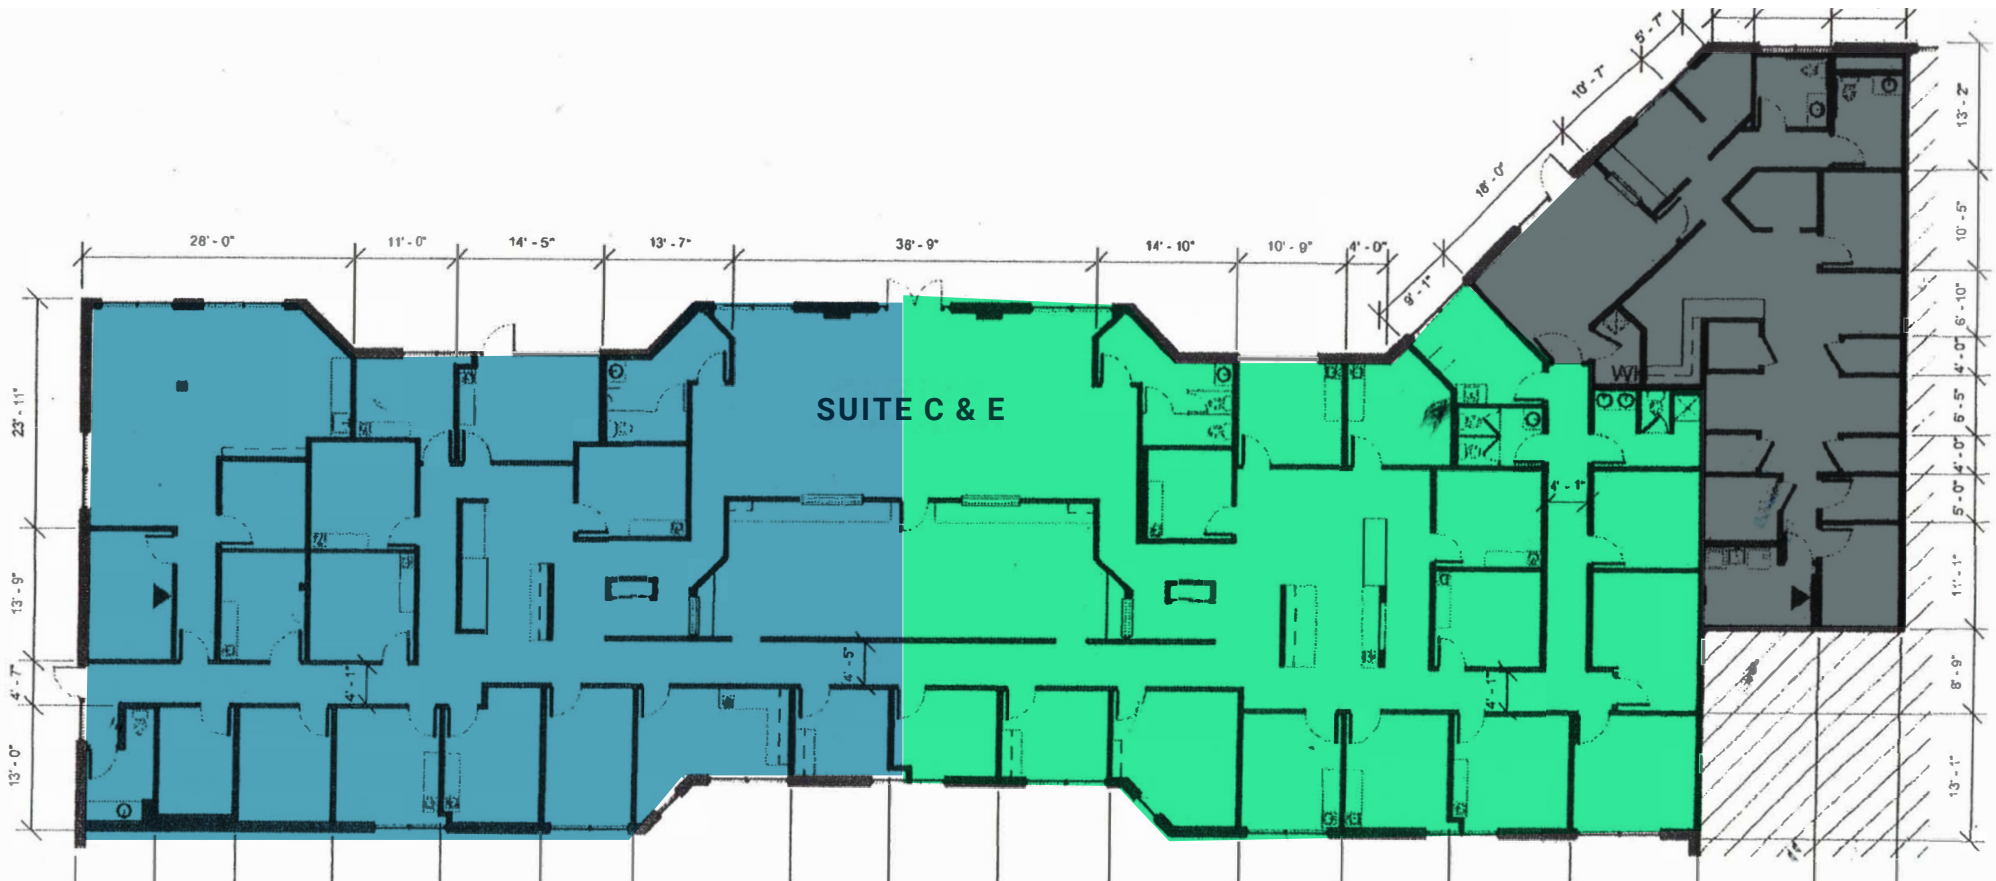 5' - 7"
10' - 7"
18' - 0"
9' - 1"
28' - 0"
11' - 0"
14' - 5"
13' - 7"
36' - 9"
14' - 10"
10' - 9"
4' - 0"
13' - 2"
10' - 5"
6' - 10"
4' - 0"
6' - 5"
4' - 0"
5' - 0"
11' - 1"
8' - 9"
13' - 1"
23' - 11"
13' - 9"
4' - 7"
13' - 0"
SUITE C & E
4' - 1"
4' - 5"
4' - 1"
4' - 1"